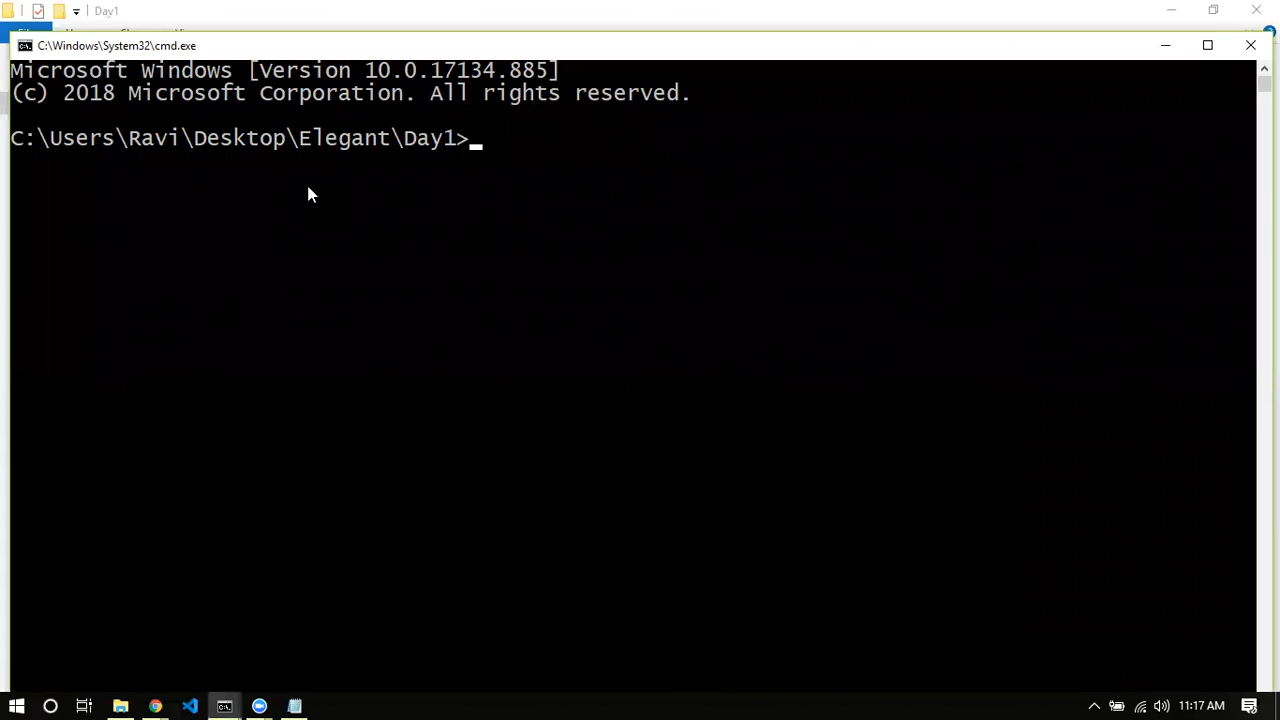 Day1
C:\Windows\System32\cmd.exe
Microsoft Windows [Version 10.0.17134.885]
(c) 2018 Microsoft Corporation. All rights reserved.
C:\Users\Ravi\Desktop\Elegant\Day1>
11:17 AM